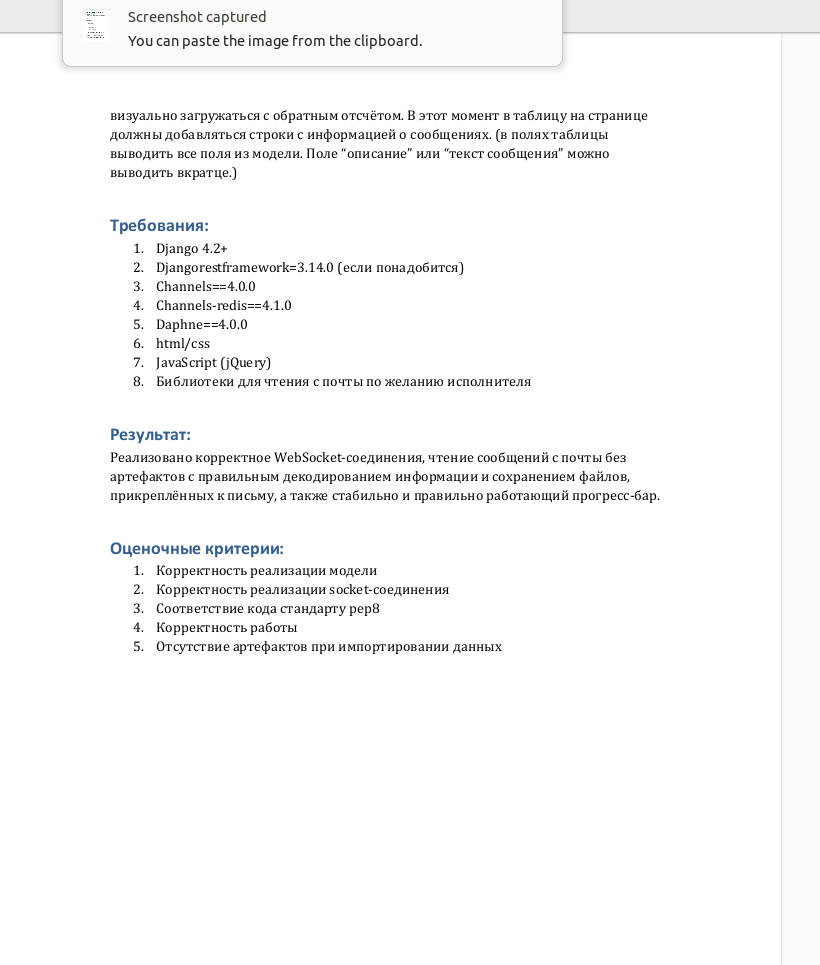 Screenshot captured
You can paste the image from the clipboard.
визуально загружаться с обратным отсчётом. В этот момент в таблицу на странице
должны добавляться строки с информацией о сообщениях. (в полях таблицы
выводить все поля из модели. Поле “описание” или “текст сообщения” можно
выводить вкратце.)
Требования:
1. Django 4.2+
2. Djangorestframework=3.14.0 (если понадобится)
3. Channels==4.0.0
4. Channels-redis==4.1.0
5. Daphne==4.0.0
6. html/css
7. JavaScript (jQuery)
8. Библиотеки для чтения с почты по желанию исполнителя
Результат:
Реализовано корректное WebSocket-соединения, чтение сообщений с почты без
артефактов с правильным декодированием информации и сохранением файлов,
прикреплённых к письму, а также стабильно и правильно работающий прогресс-бар.
Оценочные критерии:
1. Корректность реализации модели
2. Корректность реализации socket-соединения
3. Соответствие кода стандарту pep8
4. Корректность работы
5. Отсутствие артефактов при импортировании данных